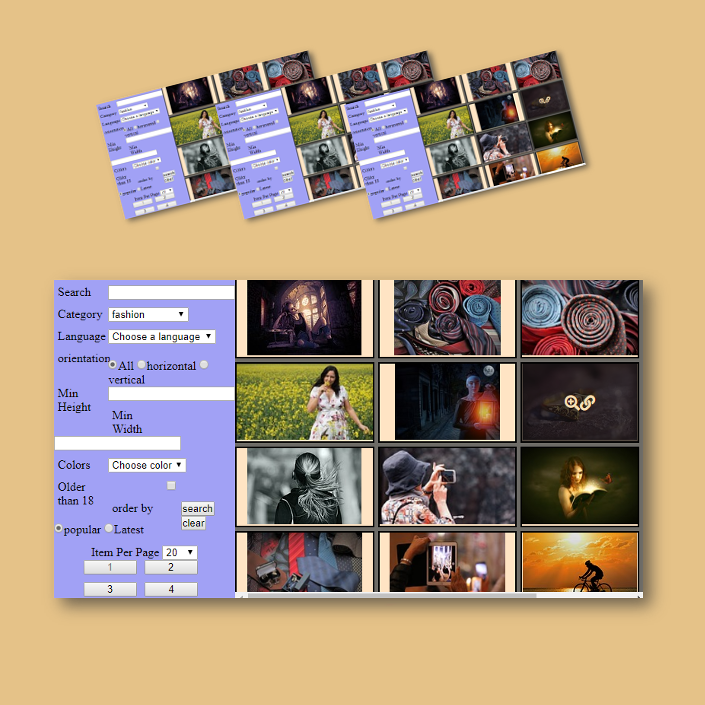 Search
Category fashion
Language Choose a language
orientation All horizontal
vertical
Min
Height
Min
Width
Colors Choose color
Older
than 18
order by search
clear
popular Latest
Item Per Page 20
1 2
3 4